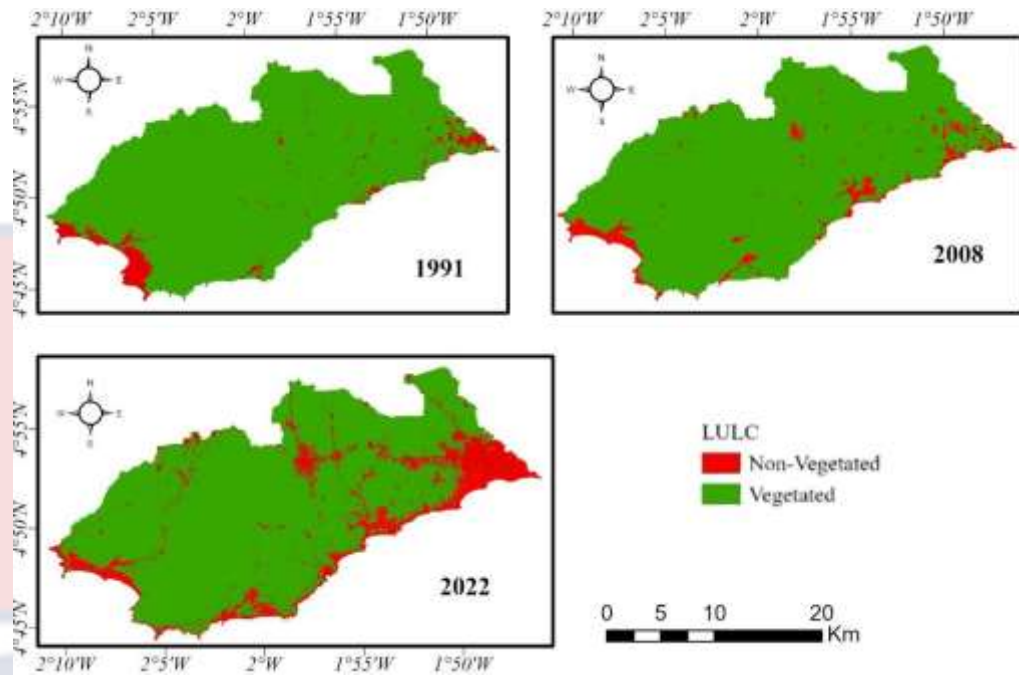 2°10'W 2°5'W 2°W 1°55'W 1°50'W 2°10'W 2°5'W 2°W 1°55'W 1°50'W
N N
W E W E
S S
4°55'N
4°50'N
4°45'N
1991 2008
N
W E
S
4°55'N
4°50'N
4°45'N
2022
2°10'W 2°5'W 2°W 1°55'W 1°50'W
LULC
Non-Vegetated
Vegetated
0 5 10 20
Km